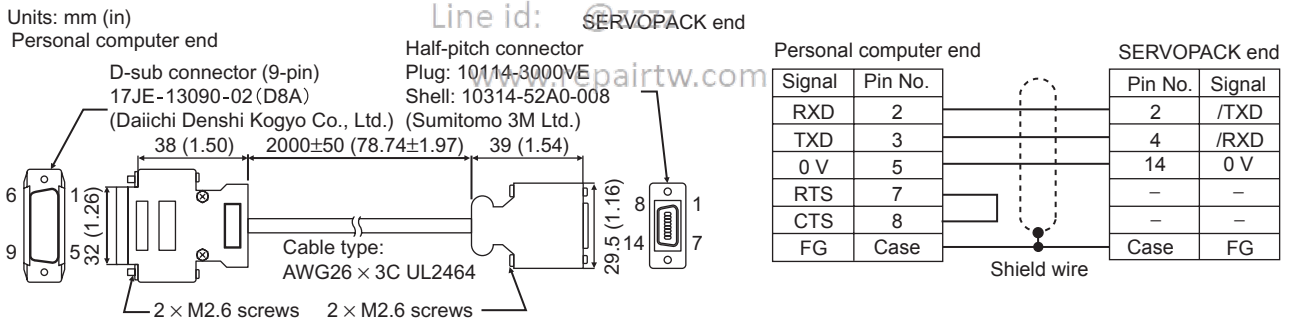 Units: mm (in)
Personal computer end
Line id: @zzzz
SERVOPACK end
D-sub connector (9-pin)
17JE-13090-02(D8A)
(Daiichi Denshi Kogyo Co., Ltd.)
Half-pitch connector
Plug: 10114-3000VE
Shell: 10314-52A0-008
(Sumitomo 3M Ltd.)
www.repairtw.com
38 (1.50)
2000±50 (78.74±1.97)
39 (1.54)
6
1
9
5
32 (1.26)
Cable type:
AWG26 × 3C UL2464
29.5 (1.16)
8
1
14
7
2 × M2.6 screws
2 × M2.6 screws
Personal computer end
SERVOPACK end
Signal Pin No.
Pin No. Signal
RXD 2
2 /TXD
TXD 3
4 /RXD
0 V 5
14 0 V
RTS 7
– –
CTS 8
– –
FG Case
Case FG
Shield wire